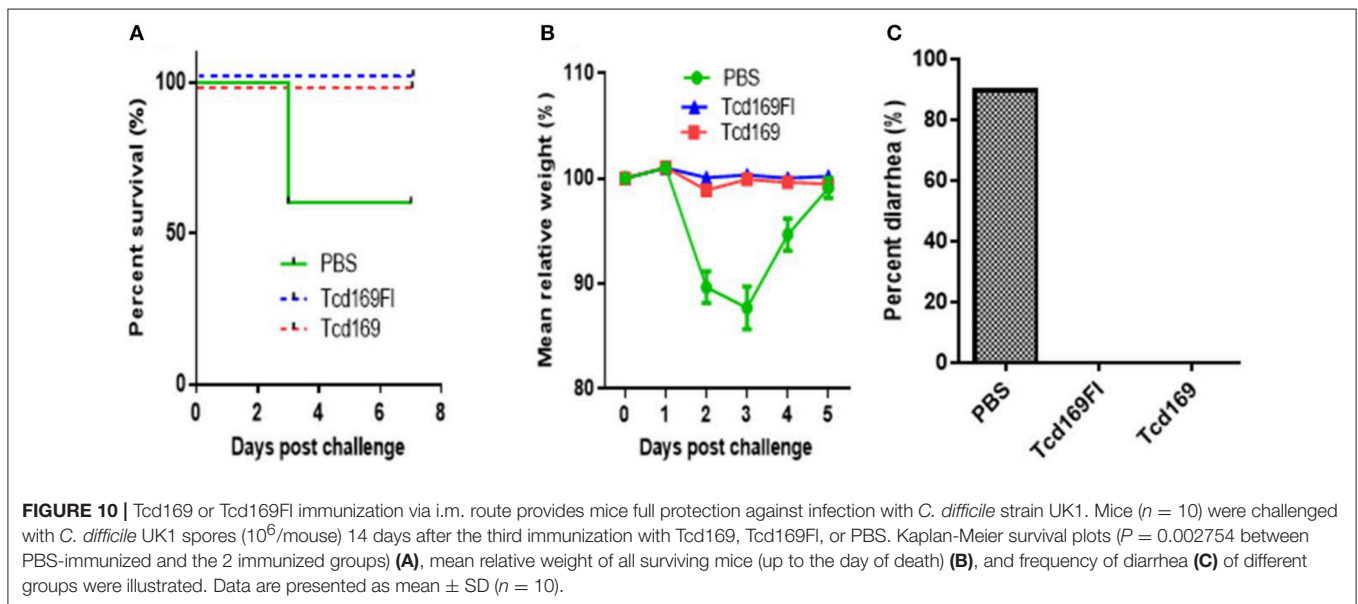 A
Percent survival (%)
100
50
0
0 2 4 6 8
Days post challenge
PBS
Tcd169Fl
Tcd169
B
Mean relative weight (%)
110
100
90
80
0 1 2 3 4 5
Days post challenge
PBS
Tcd169Fl
Tcd169
C
Percent diarrhea (%)
100
80
60
40
20
0
PBS
Tcd169Fl
Tcd169
FIGURE 10 | Tcd169 or Tcd169Fl immunization via i.m. route provides mice full protection against infection with C. difficile strain UK1. Mice (n = 10) were challenged
with C. difficile UK1 spores (10⁶/mouse) 14 days after the third immunization with Tcd169, Tcd169Fl, or PBS. Kaplan-Meier survival plots (P = 0.002754 between
PBS-immunized and the 2 immunized groups) (A), mean relative weight of all surviving mice (up to the day of death) (B), and frequency of diarrhea (C) of different
groups were illustrated. Data are presented as mean ± SD (n = 10).